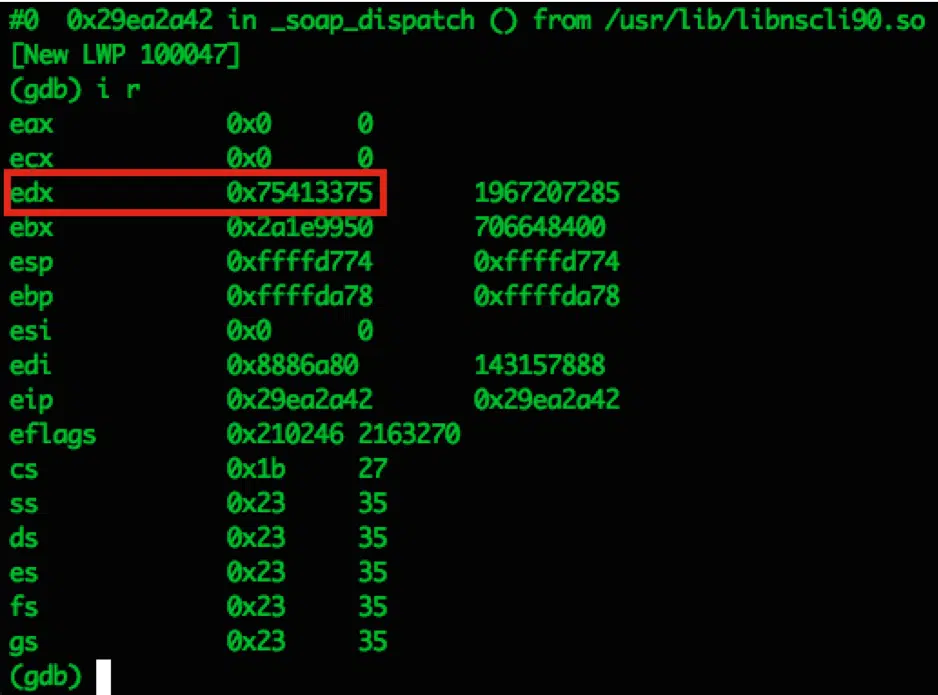 #0  0x29ea2a42 in _soap_dispatch () from /usr/lib/libnscli90.so
[New LWP 100047]
(gdb) i r
eax            0x0      0
ecx            0x0      0
edx            0x75413375       1967207285
ebx            0x2a1e9950       706648400
esp            0xffffd774       0xffffd774
ebp            0xffffda78       0xffffda78
esi            0x0      0
edi            0x8886a80        143157888
eip            0x29ea2a42       0x29ea2a42
eflags         0x210246 2163270
cs             0x1b     27
ss             0x23     35
ds             0x23     35
es             0x23     35
fs             0x23     35
gs             0x23     35
(gdb)